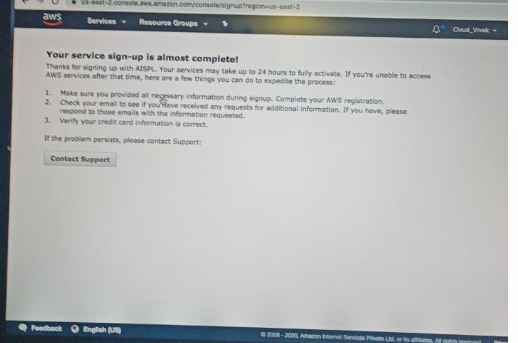 us-east-2.console.aws.amazon.com/console/signup?region=us-east-2
aws Services Resource Groups Cloud_Vivek
Your service sign-up is almost complete!
Thanks for signing up with AISPL. Your services may take up to 24 hours to fully activate. If you're unable to access
AWS services after that time, here are a few things you can do to expedite the process:
1. Make sure you provided all necessary information during signup. Complete your AWS registration.
2. Check your email to see if you have received any requests for additional information. If you have, please
respond to those emails with the information requested.
3. Verify your credit card information is correct.
If the problem persists, please contact Support:
Contact Support
Feedback English (US) © 2008 - 2020, Amazon Internet Services Private Ltd. or its affiliates. All rights reserved.